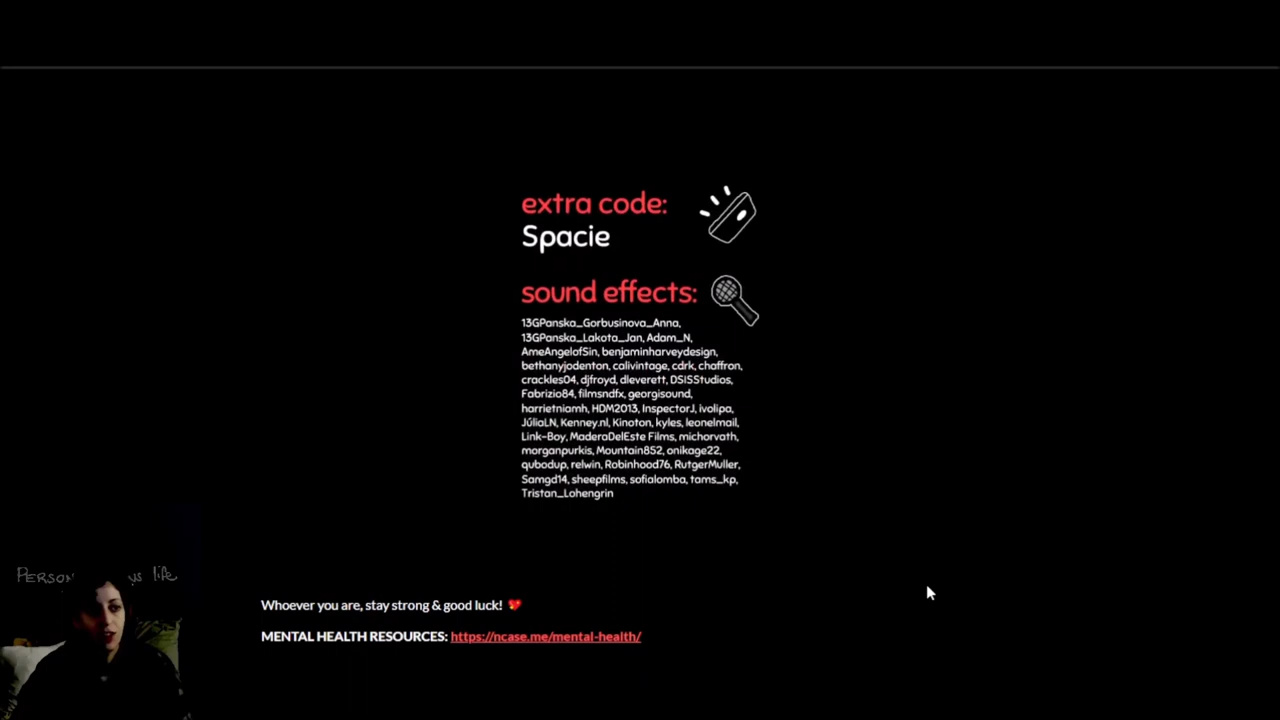 extra code:
Spacie
sound effects:
13GPanska_Gorbusinova_Anna,
13GPanska_Lakota_Jan, Adam_N,
AmeAngelofSin, benjaminharveydesign,
bethanyjodenton, calivintage, cdrk, chaffron,
crackles04, djfroyd, dleverett, DSISStudios,
Fabrizio84, filmsndfx, georgisound,
harrietniamh, HDM2013, InspectorJ, ivolipa,
JúliaLN, Kenney.nl, Kinoton, kyles, leonelmail,
Link-Boy, MaderaDelEste Films, michorvath,
morganpurkis, Mountain852, onikage22,
qubodup, relwin, Robinhood76, RutgerMuller,
Samgd14, sheepfilms, sofialomba, tams_kp,
Tristan_Lohengrin
life
Whoever you are, stay strong & good luck! 💖
MENTAL HEALTH RESOURCES: https://ncase.me/mental-health/